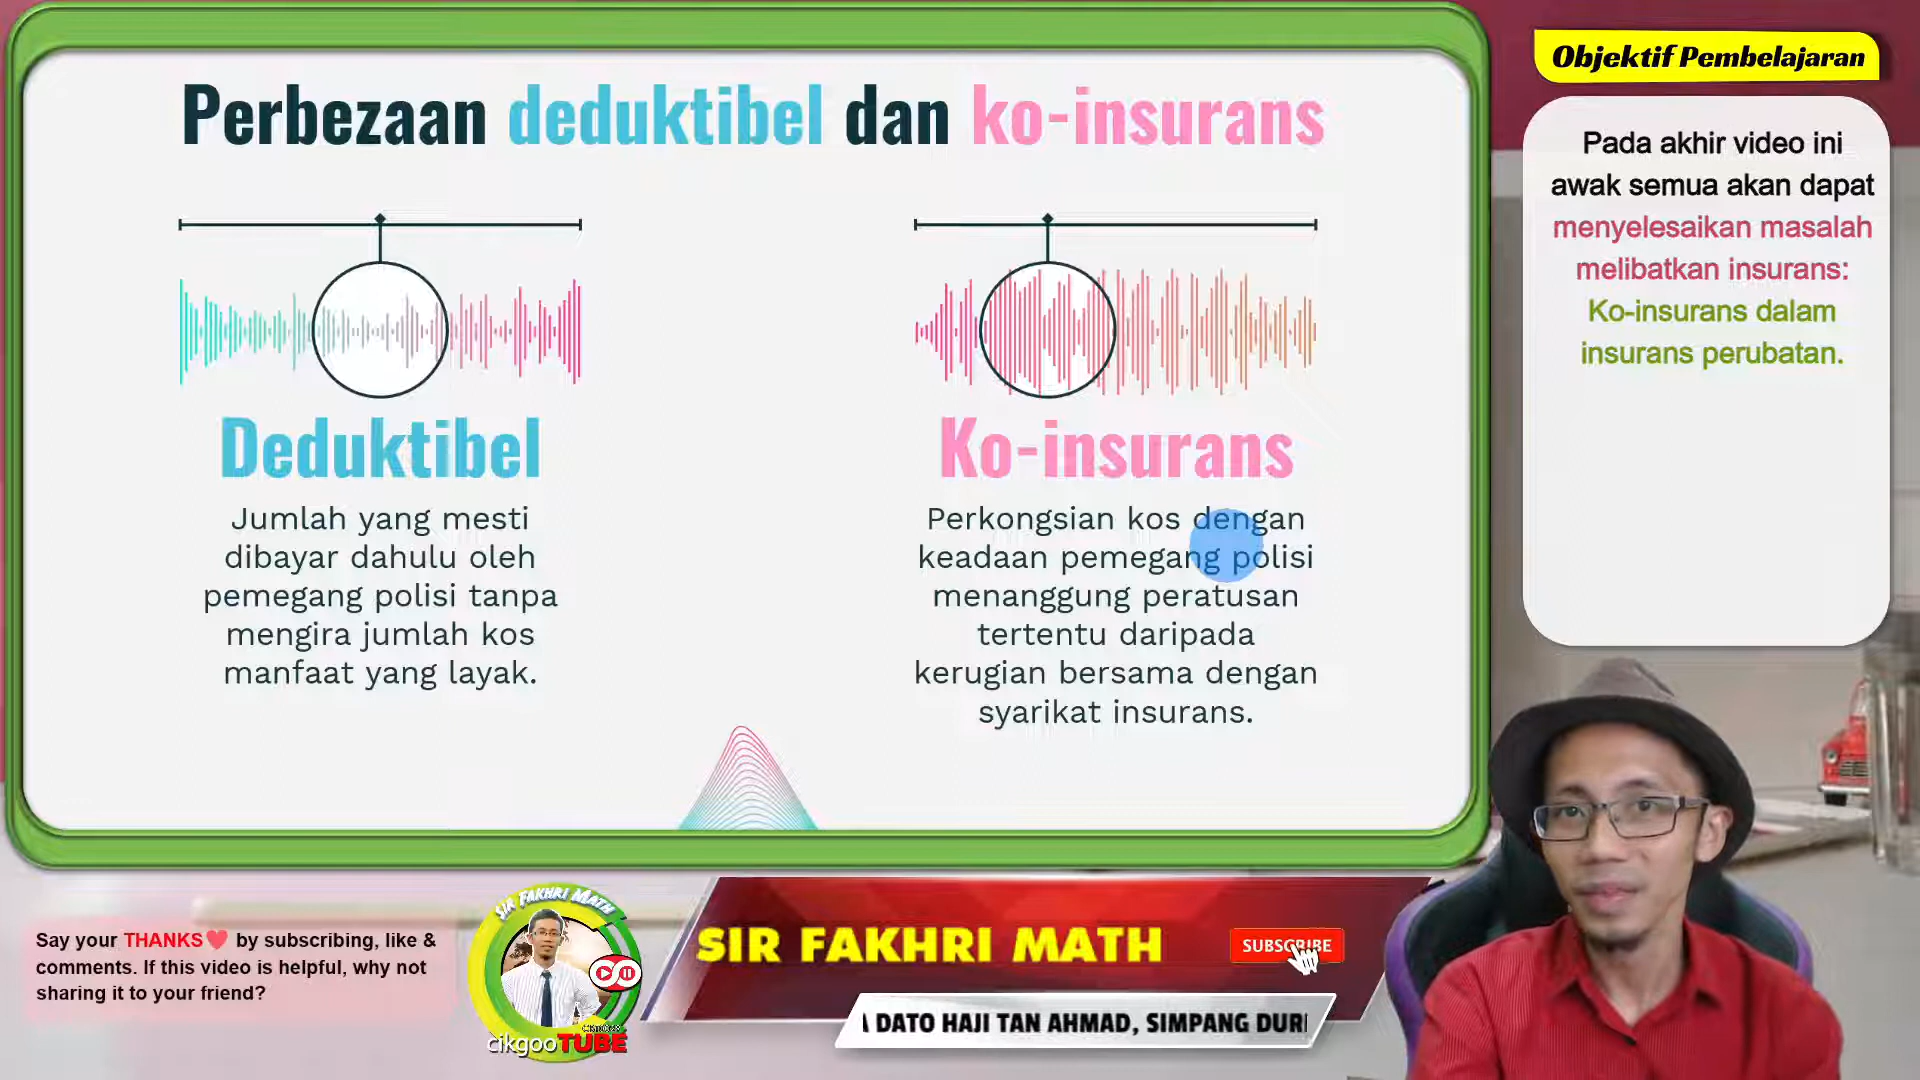 Perbezaan deduktibel dan ko-insurans
Deduktibel
Jumlah yang mesti
dibayar dahulu oleh
pemegang polisi tanpa
mengira jumlah kos
manfaat yang layak.
Ko-insurans
Perkongsian kos dengan
keadaan pemegang polisi
menanggung peratusan
tertentu daripada
kerugian bersama dengan
syarikat insurans.
Objektif Pembelajaran
Pada akhir video ini
awak semua akan dapat
menyelesaikan masalah
melibatkan insurans:
Ko-insurans dalam
insurans perubatan.
Say your THANKS❤ by subscribing, like &
comments. If this video is helpful, why not
sharing it to your friend?
SIR FAKHRI MATH
cikgooTUBE
SIR FAKHRI MATH
SUBSCRIBE
DATO HAJI TAN AHMAD, SIMPANG DURI